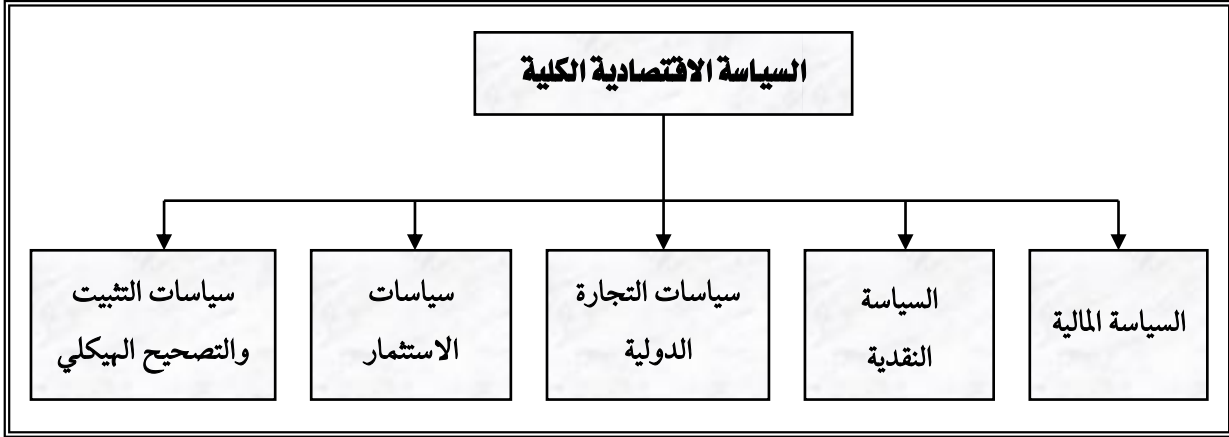 السياسة الاقتصادية الكلية
السياسة المالية
السياسة
النقدية
سياسات التجارة
الدولية
سياسات
الاستثمار
سياسات التثبيت
والتصحيح الهيكلي